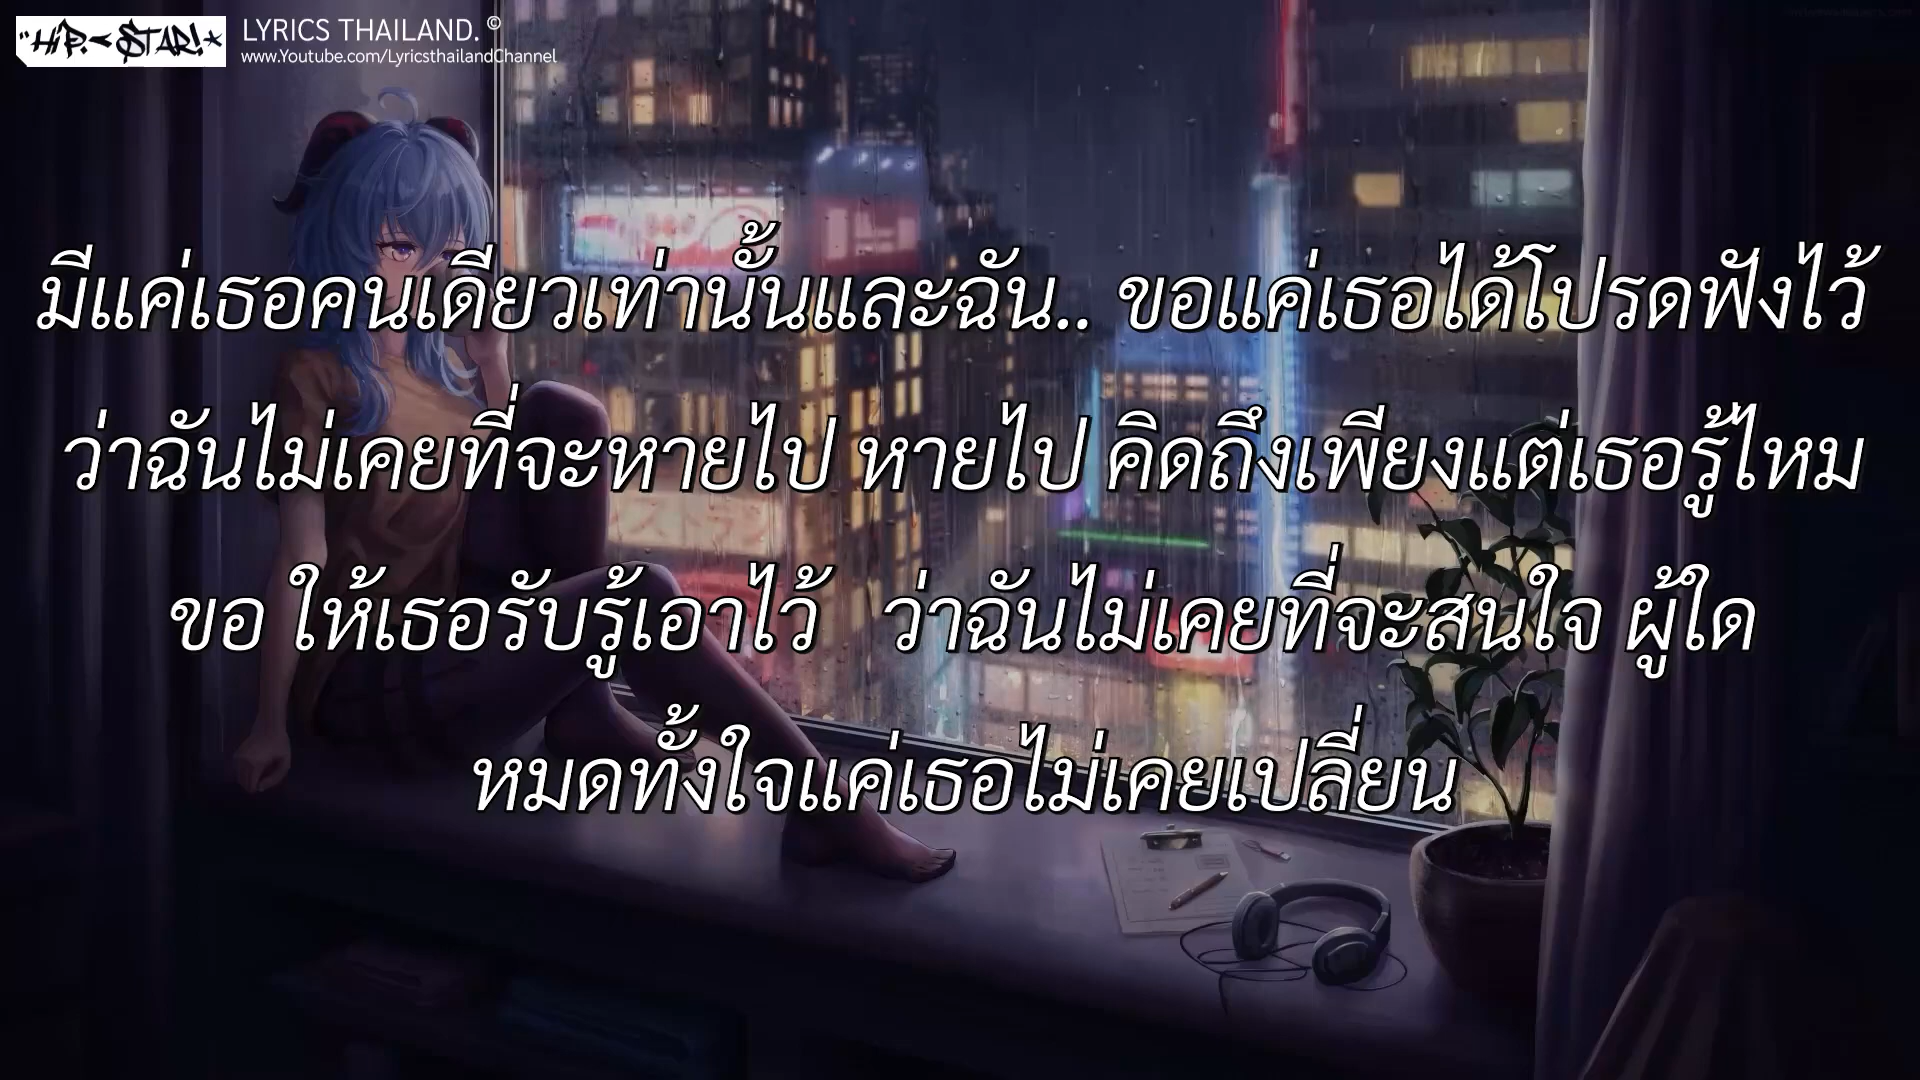 "HiP.-STAR!★
LYRICS THAILAND.©
www.Youtube.com/LyricsthailandChannel
มีแค่เธอคนเดียวเท่านั้นและฉัน.. ขอแค่เธอได้โปรดฟังไว้
ว่าฉันไม่เคยที่จะหายไป หายไป คิดถึงเพียงแต่เธอรู้ไหม
ขอ ให้เธอรับรู้เอาไว้ ว่าฉันไม่เคยที่จะสนใจ ผู้ใด
หมดทั้งใจแค่เธอไม่เคยเปลี่ยน